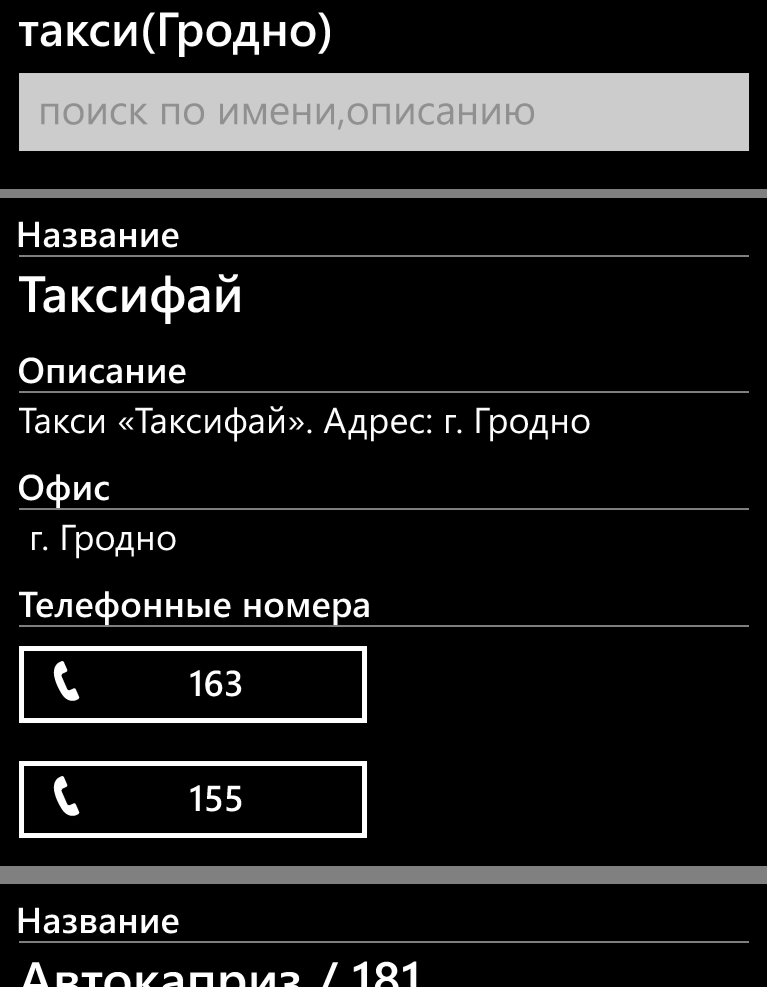 такси(Гродно)
поиск по имени,описанию
Название
Таксифай
Описание
Такси «Таксифай». Адрес: г. Гродно
Офис
г. Гродно
Телефонные номера
163
155
Название
Автокаприз / 181